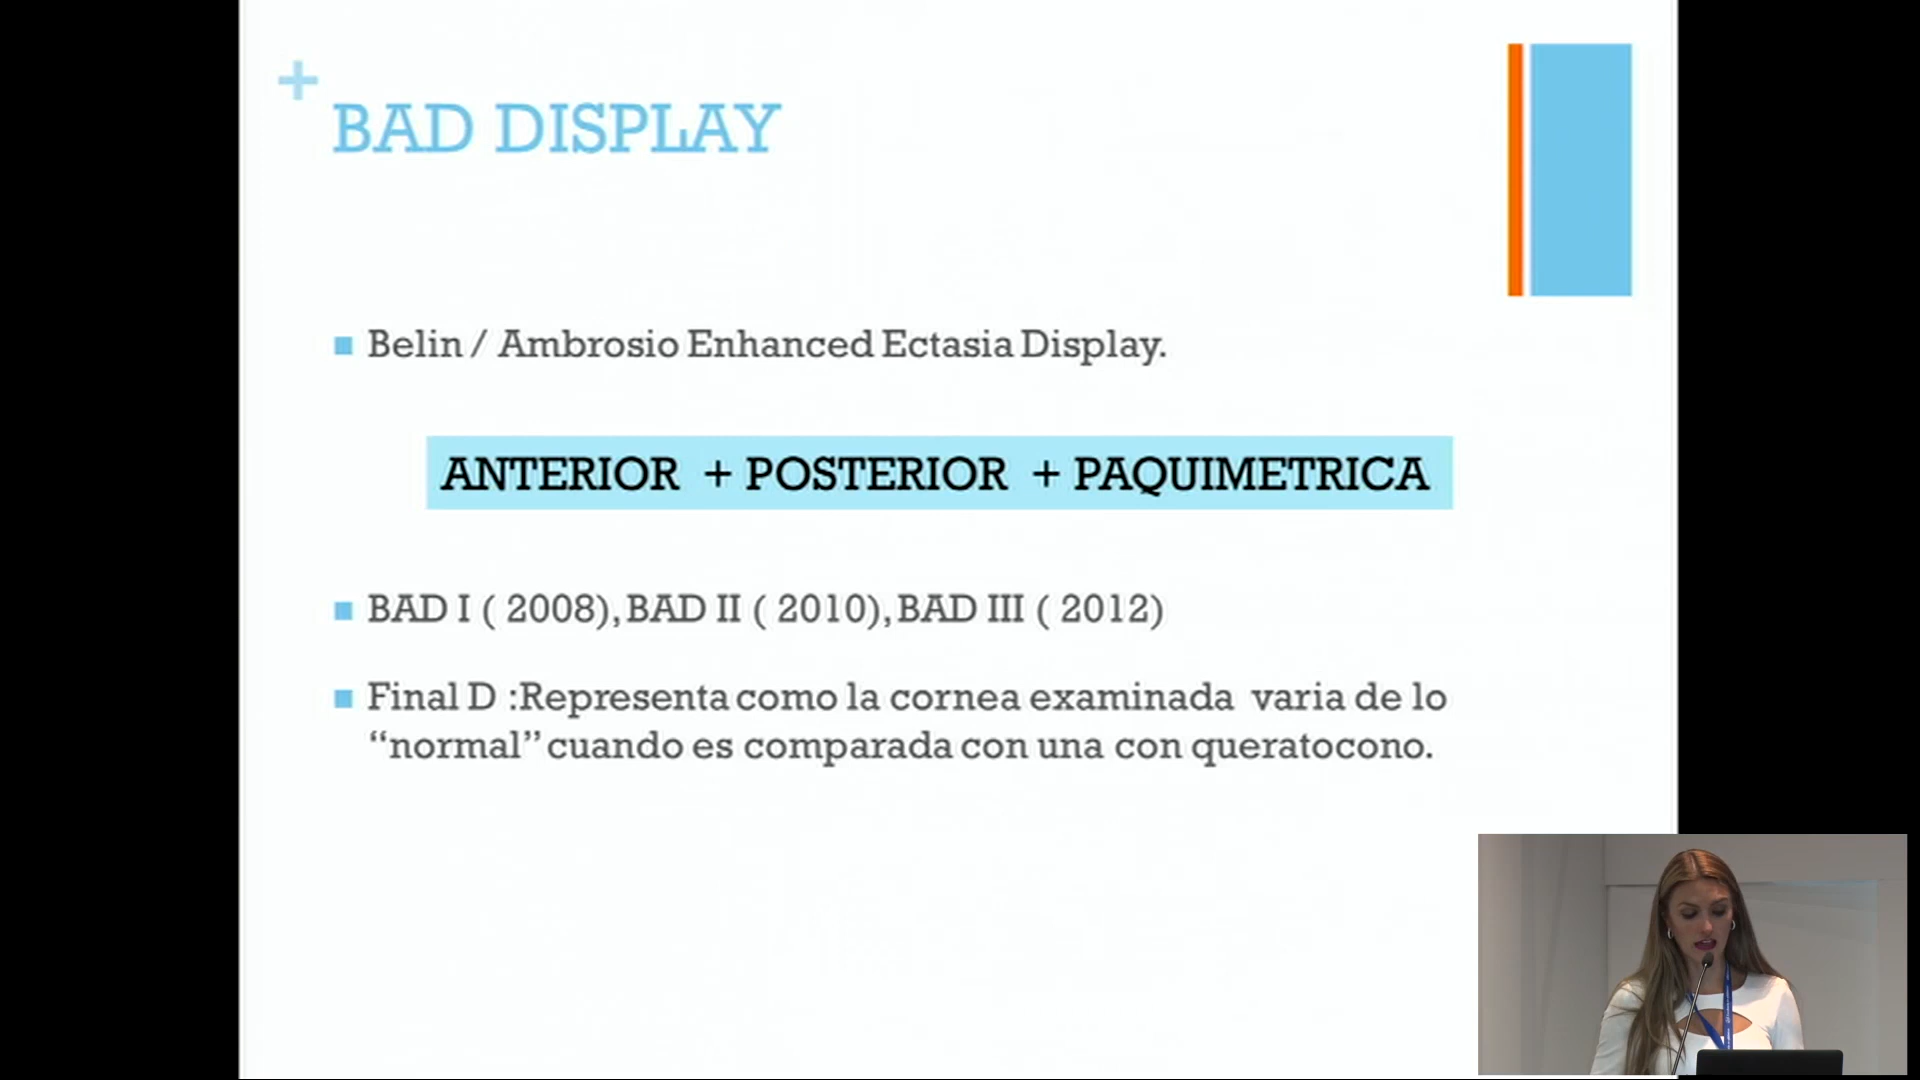 +
BAD DISPLAY
Belin / Ambrosio Enhanced Ectasia Display.
ANTERIOR + POSTERIOR + PAQUIMETRICA
BAD I ( 2008), BAD II ( 2010), BAD III ( 2012)
Final D :Representa como la cornea examinada varia de lo
“normal” cuando es comparada con una con queratocono.